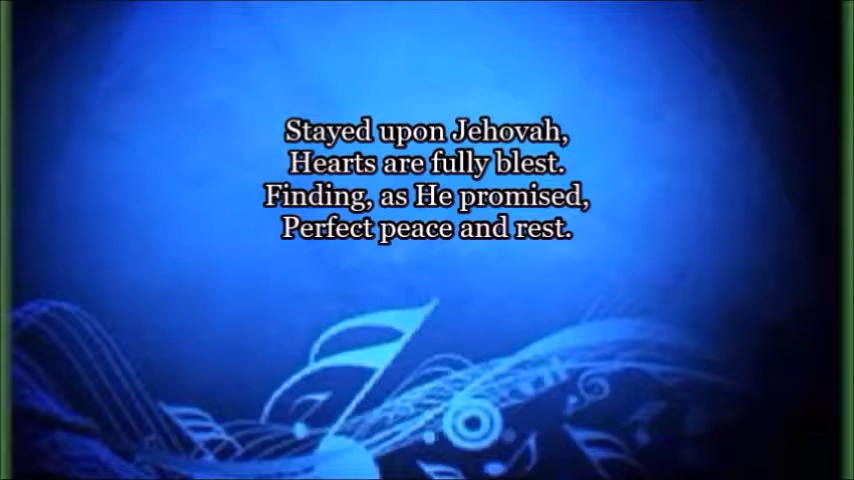 Stayed upon Jehovah,
Hearts are fully blest.
Finding, as He promised,
Perfect peace and rest.